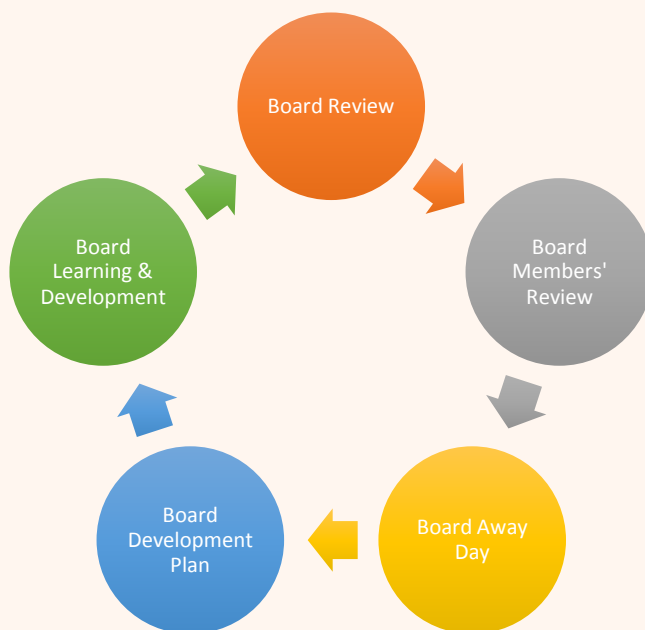 Board Review
Board
Members'
Review
Board Away
Day
Board
Development
Plan
Board
Learning &
Development